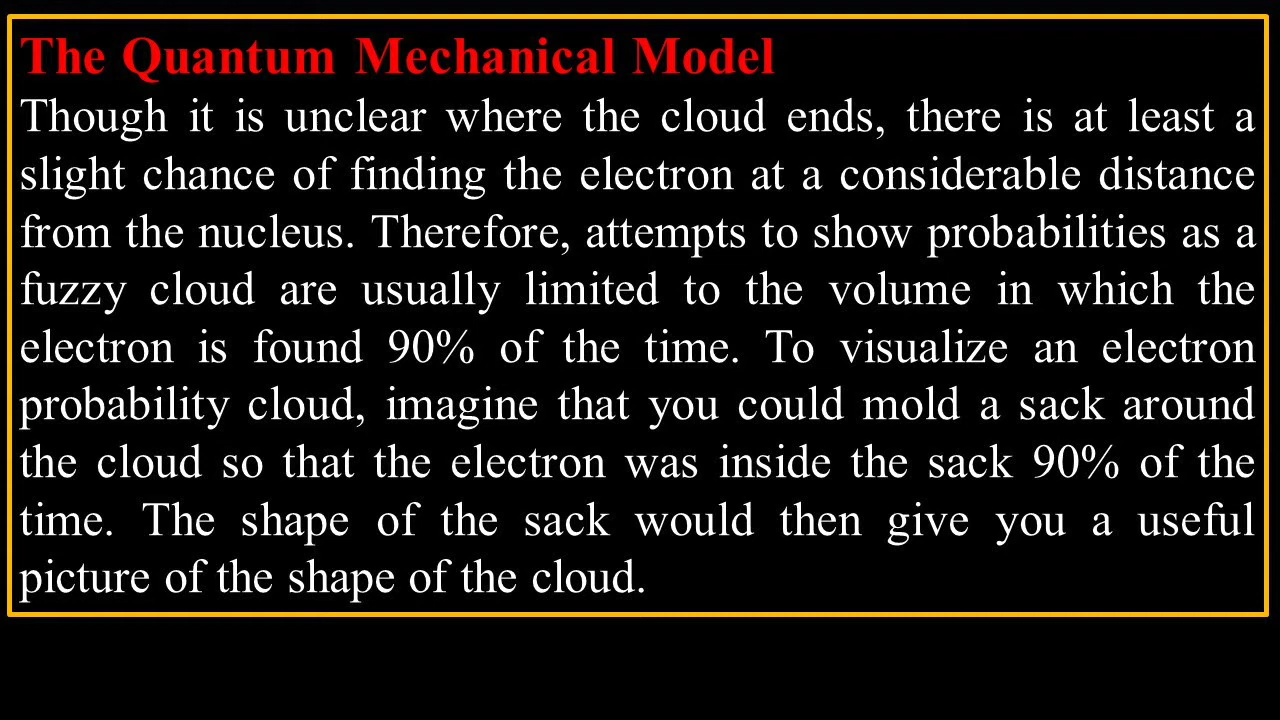 The Quantum Mechanical Model
Though it is unclear where the cloud ends, there is at least a
slight chance of finding the electron at a considerable distance
from the nucleus. Therefore, attempts to show probabilities as a
fuzzy cloud are usually limited to the volume in which the
electron is found 90% of the time. To visualize an electron
probability cloud, imagine that you could mold a sack around
the cloud so that the electron was inside the sack 90% of the
time. The shape of the sack would then give you a useful
picture of the shape of the cloud.